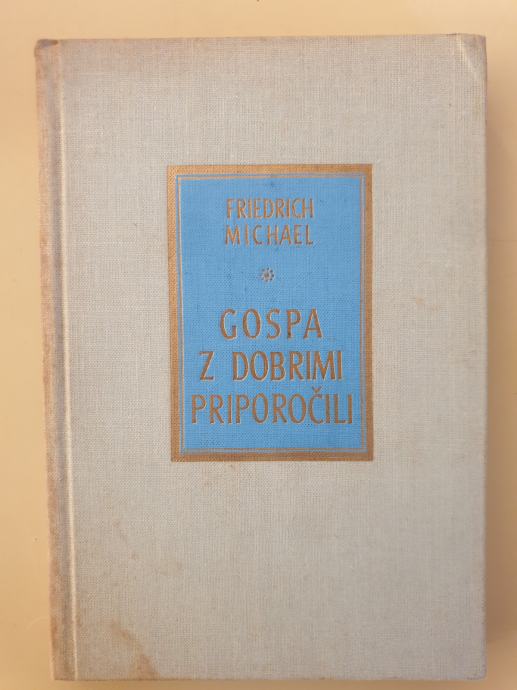 FRIEDRICH
MICHAEL
GOSPA
Z DOBRIMI
PRIPOROČILI